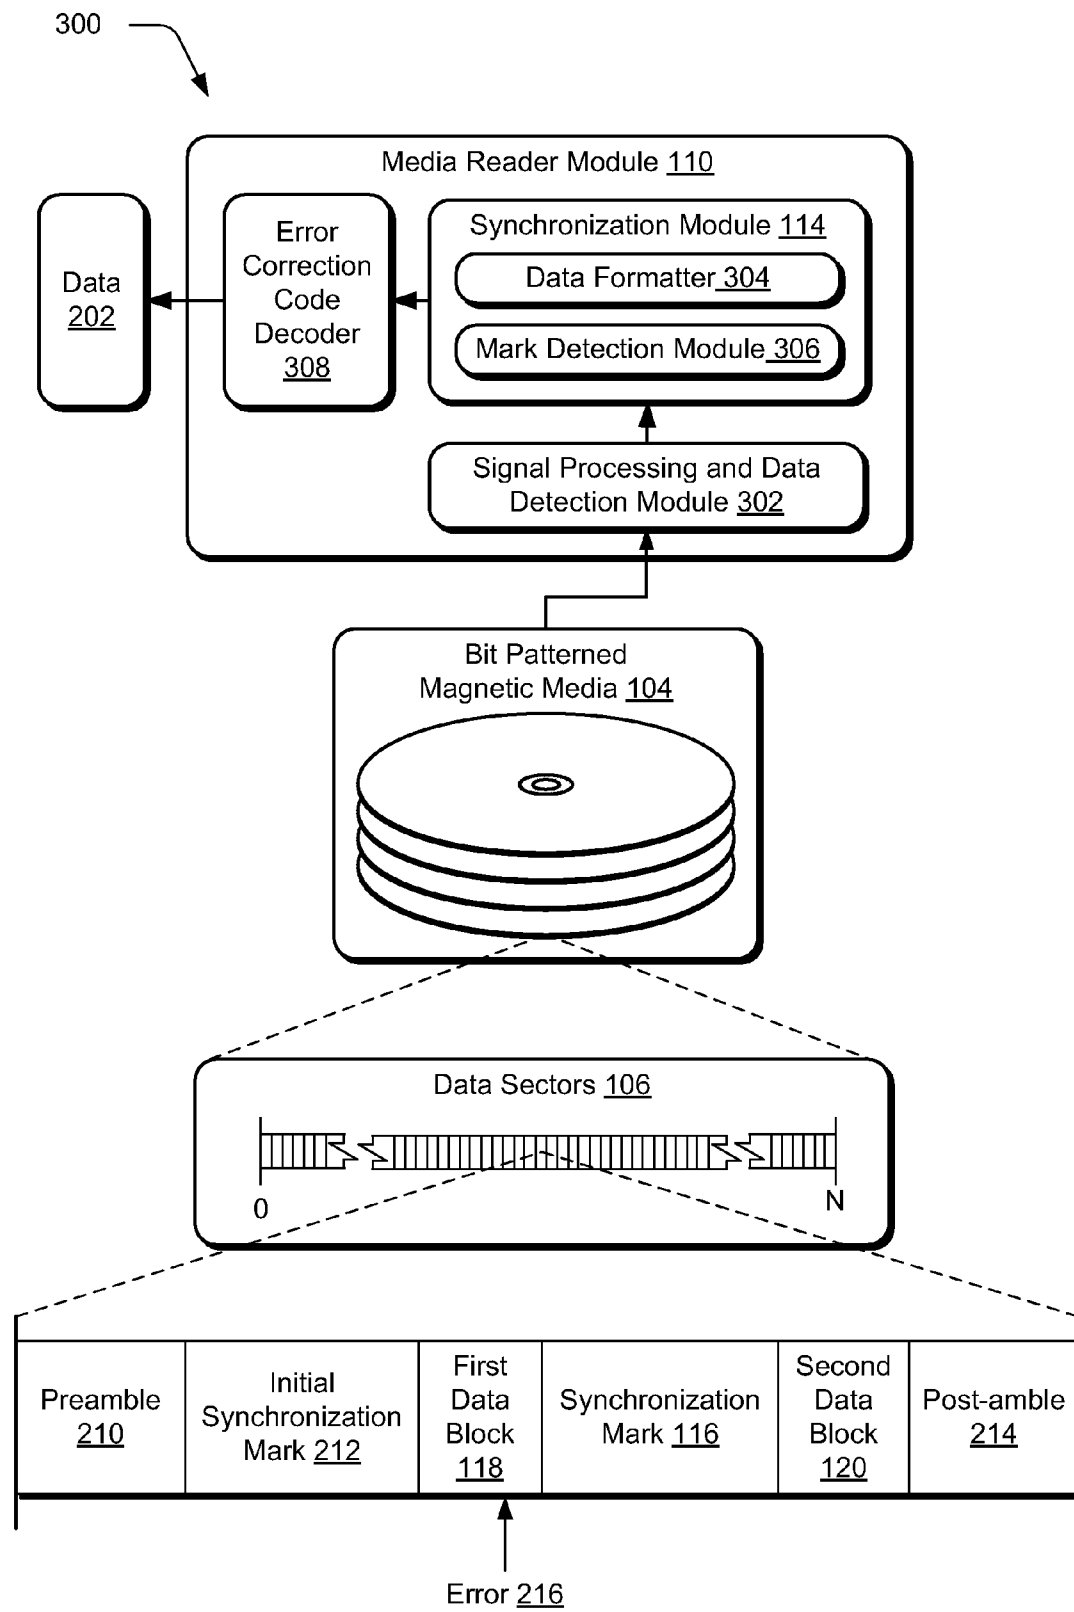 300
Media Reader Module 110
Data
202
Error
Correction
Code
Decoder
308
Synchronization Module 114
Data Formatter 304
Mark Detection Module 306
Signal Processing and Data
Detection Module 302
Bit Patterned
Magnetic Media 104
Data Sectors 106
0
N
Preamble
210
Initial
Synchronization
Mark 212
First
Data
Block
118
Synchronization
Mark 116
Second
Data
Block
120
Post-amble
214
Error 216